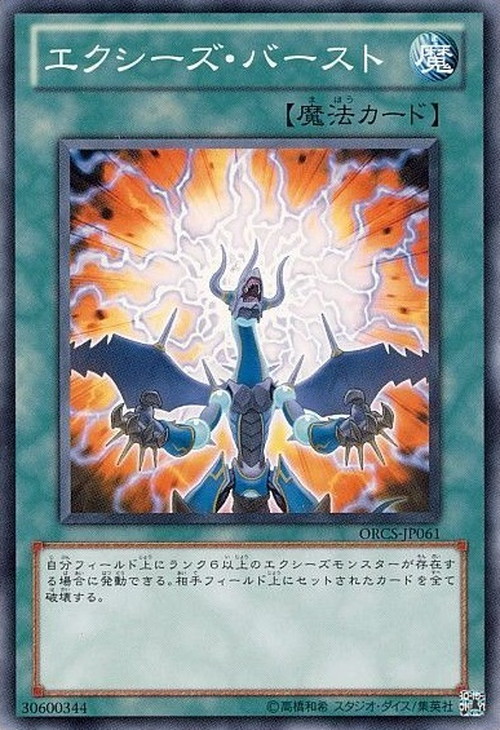 エクシーズ・バースト 魔
【魔法カード】
ORCS-JP061
自分フィールド上にランク6以上のエクシーズモンスターが存在す
る場合に発動できる。相手フィールド上にセットされたカードを全て
破壊する。
30600344 ©高橋和希 スタジオ・ダイス/集英社